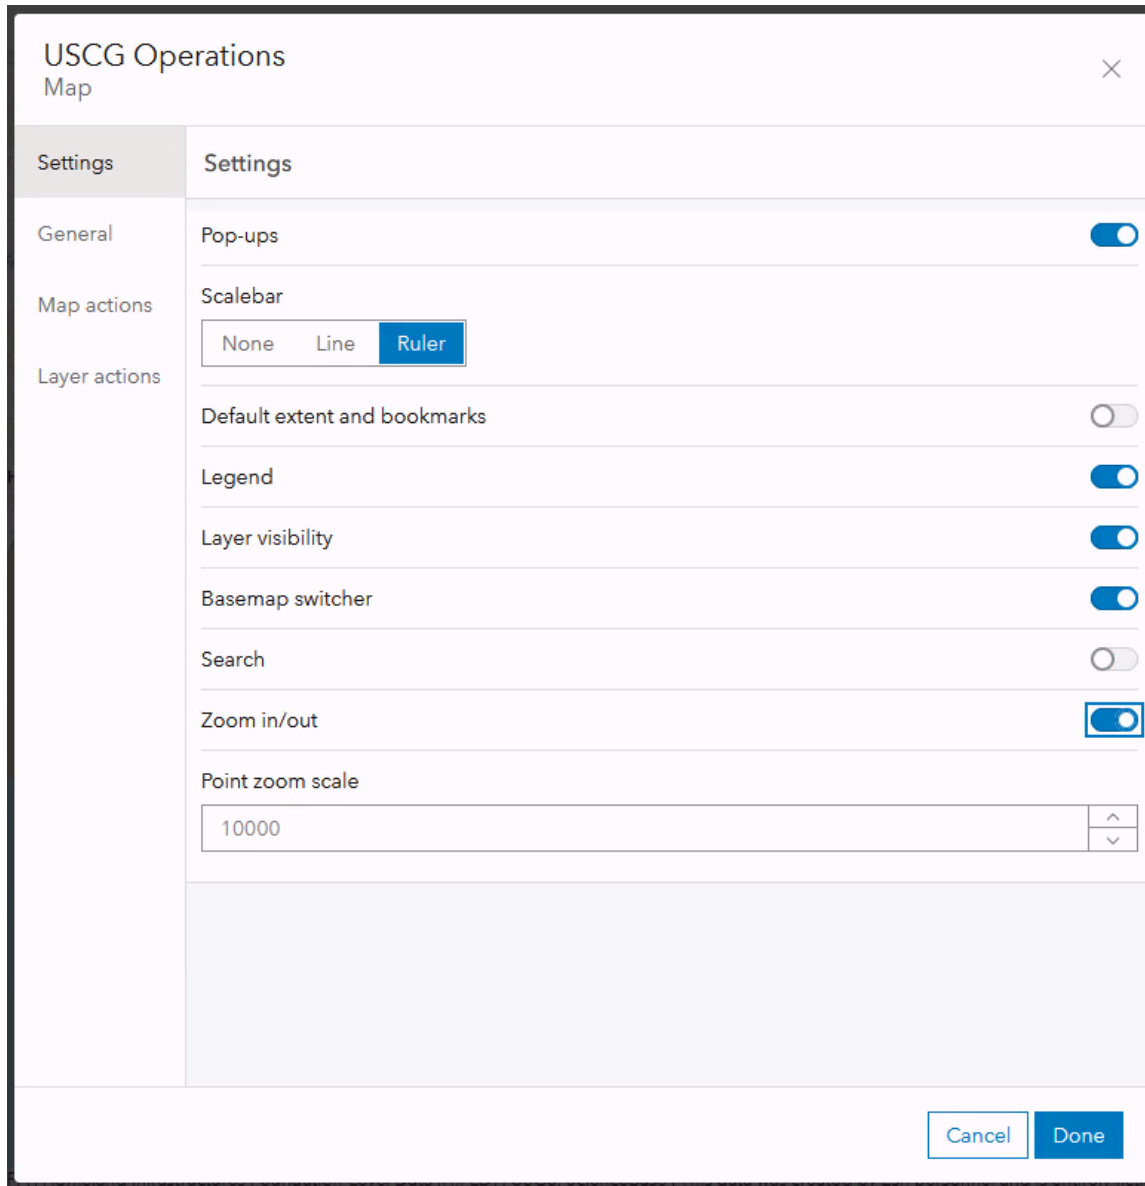 USCG Operations
Map
Settings
General
Map actions
Layer actions
Settings
Pop-ups
Scalebar
None Line Ruler
Default extent and bookmarks
Legend
Layer visibility
Basemap switcher
Search
Zoom in/out
Point zoom scale
10000
Cancel Done